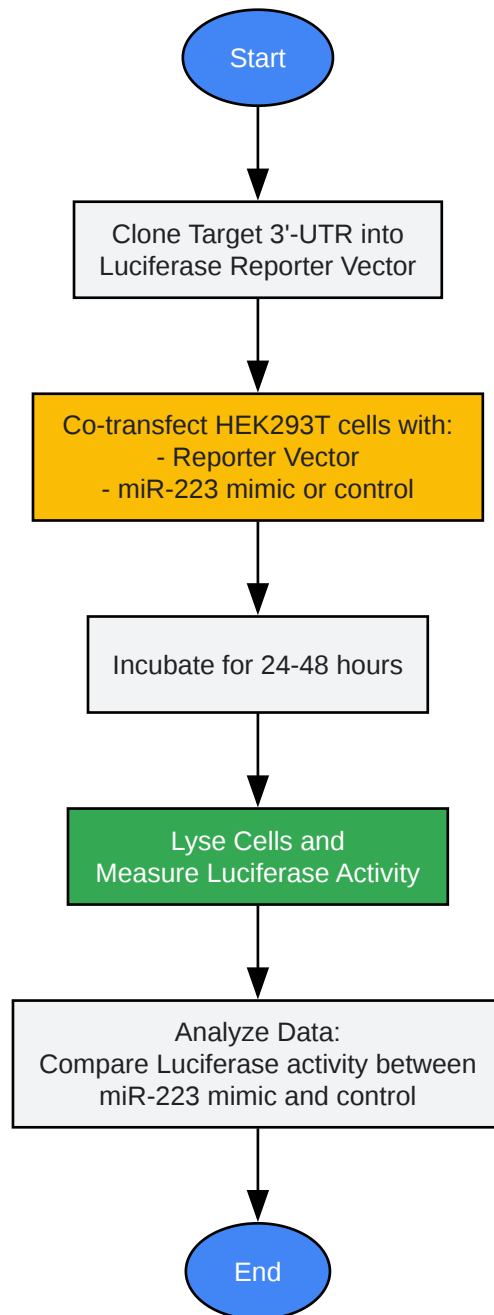 Start
Clone Target 3'-UTR into
Luciferase Reporter Vector
Co-transfect HEK293T cells with:
- Reporter Vector
- miR-223 mimic or control
Incubate for 24-48 hours
Lyse Cells and
Measure Luciferase Activity
Analyze Data:
Compare Luciferase activity between
miR-223 mimic and control
End